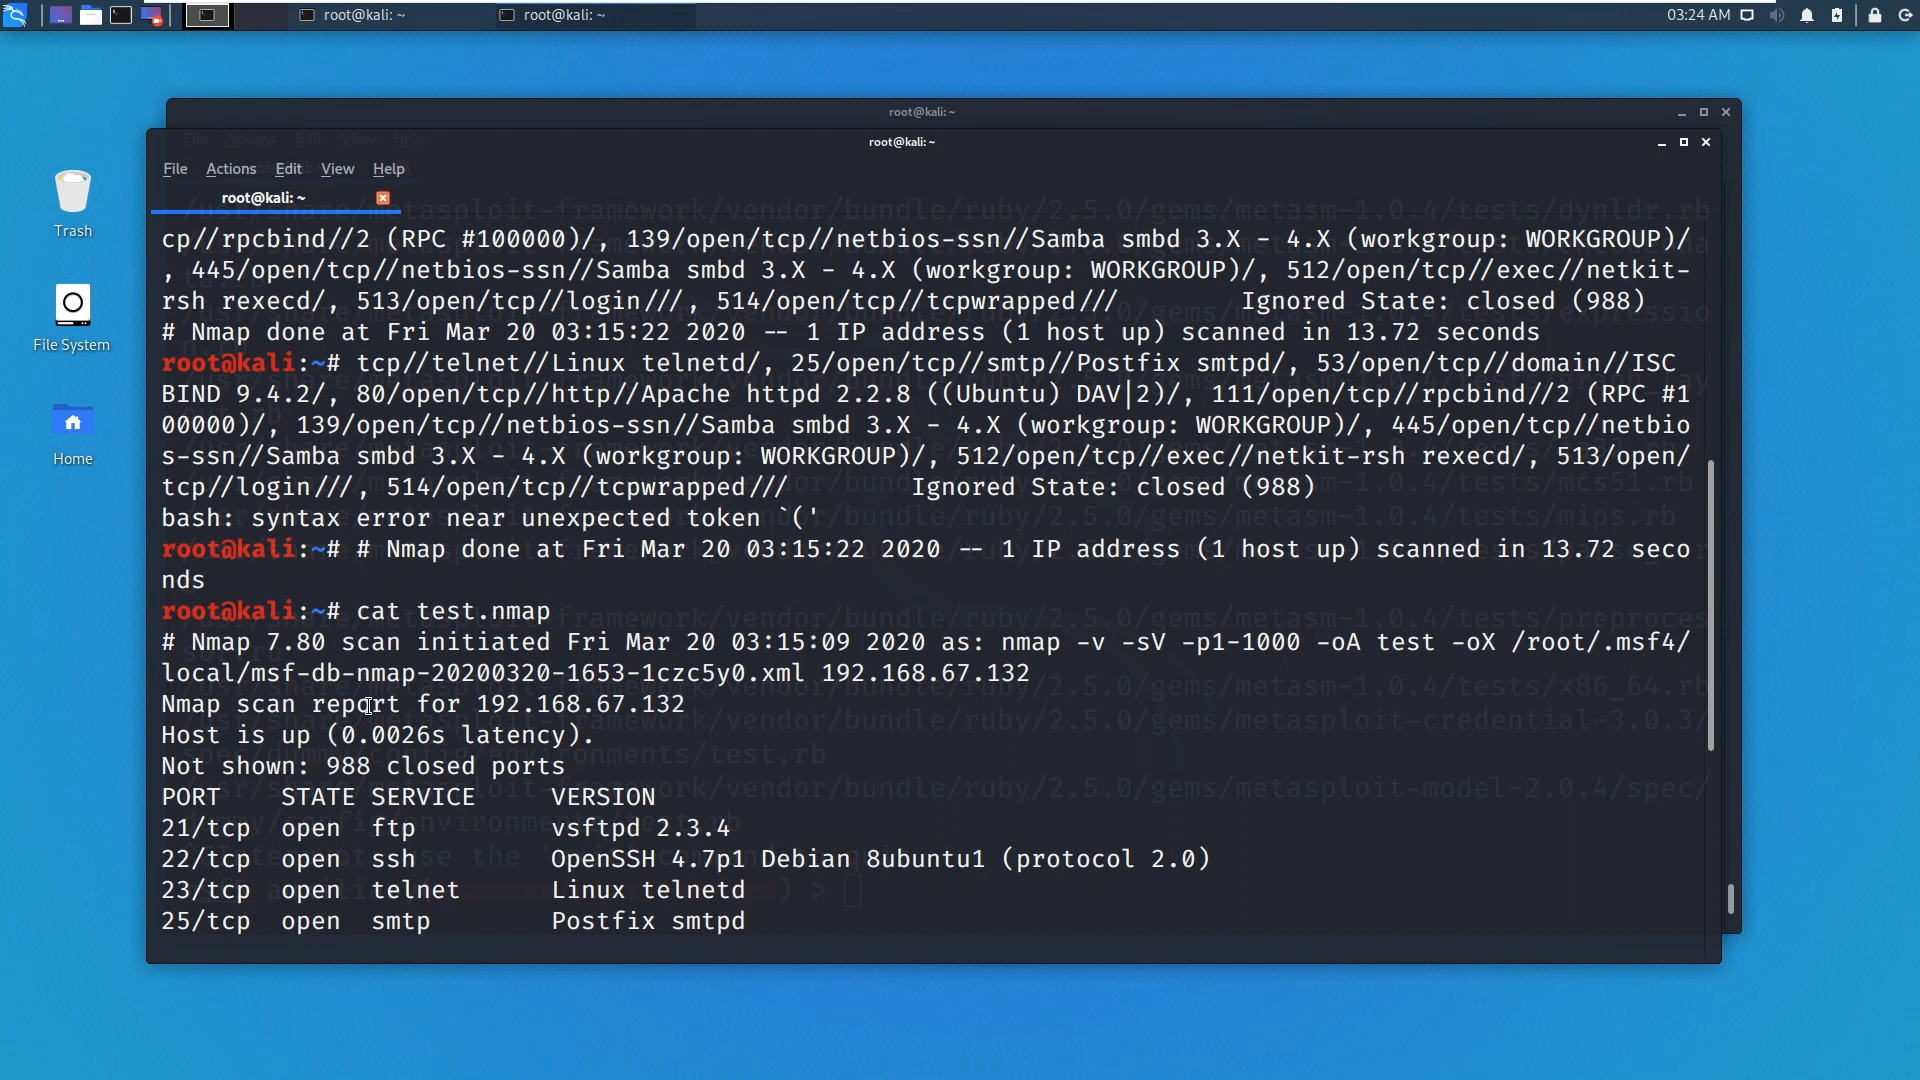 root@kali: ~
root@kali: ~
03:24 AM
root@kali: ~
root@kali: ~
File Actions Edit View Help
root@kali: ~
Trash
File System
Home
cp//rpcbind//2 (RPC #100000)/, 139/open/tcp//netbios-ssn//Samba smbd 3.X - 4.X (workgroup: WORKGROUP)/
, 445/open/tcp//netbios-ssn//Samba smbd 3.X - 4.X (workgroup: WORKGROUP)/, 512/open/tcp//exec//netkit-
rsh rexecd/, 513/open/tcp//login///, 514/open/tcp//tcpwrapped/// Ignored State: closed (988)
# Nmap done at Fri Mar 20 03:15:22 2020 -- 1 IP address (1 host up) scanned in 13.72 seconds
root@kali:~# tcp//telnet//Linux telnetd/, 25/open/tcp//smtp//Postfix smtpd/, 53/open/tcp//domain//ISC
BIND 9.4.2/, 80/open/tcp//http//Apache httpd 2.2.8 ((Ubuntu) DAV|2)/, 111/open/tcp//rpcbind//2 (RPC #1
00000)/, 139/open/tcp//netbios-ssn//Samba smbd 3.X - 4.X (workgroup: WORKGROUP)/, 445/open/tcp//netbio
s-ssn//Samba smbd 3.X - 4.X (workgroup: WORKGROUP)/, 512/open/tcp//exec//netkit-rsh rexecd/, 513/open/
tcp//login///, 514/open/tcp//tcpwrapped/// Ignored State: closed (988)
bash: syntax error near unexpected token `('
root@kali:~# # Nmap done at Fri Mar 20 03:15:22 2020 -- 1 IP address (1 host up) scanned in 13.72 seco
nds
root@kali:~# cat test.nmap
# Nmap 7.80 scan initiated Fri Mar 20 03:15:09 2020 as: nmap -v -sV -p1-1000 -oA test -oX /root/.msf4/
local/msf-db-nmap-20200320-1653-1czc5y0.xml 192.168.67.132
Nmap scan report for 192.168.67.132
Host is up (0.0026s latency).
Not shown: 988 closed ports
PORT STATE SERVICE VERSION
21/tcp open ftp vsftpd 2.3.4
22/tcp open ssh OpenSSH 4.7p1 Debian 8ubuntu1 (protocol 2.0)
23/tcp open telnet Linux telnetd
25/tcp open smtp Postfix smtpd